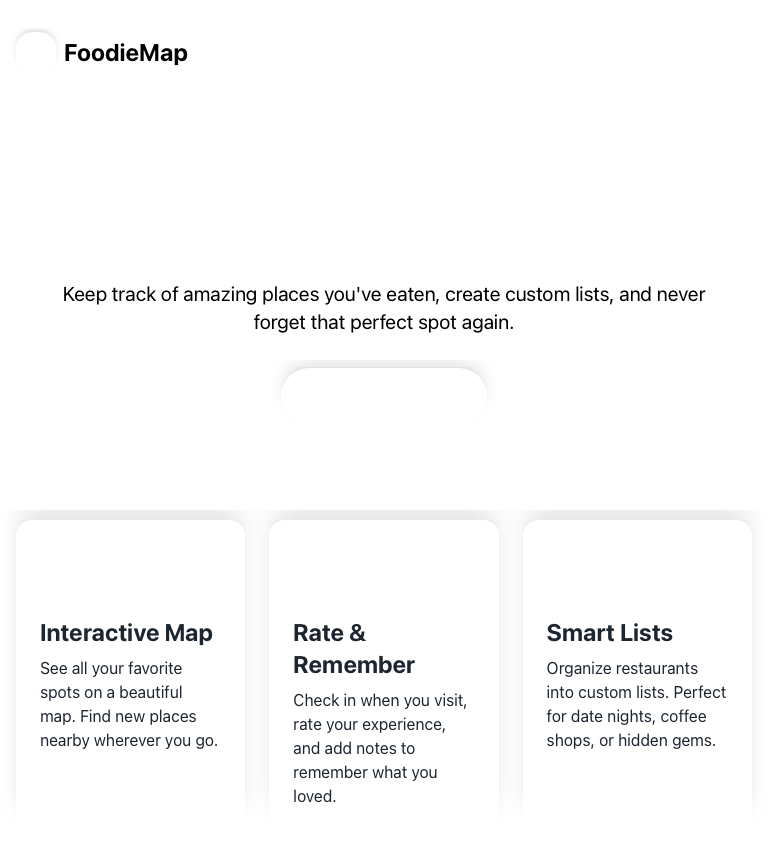 FoodieMap
Keep track of amazing places you've eaten, create custom lists, and never
forget that perfect spot again.
Interactive Map
See all your favorite
spots on a beautiful
map. Find new places
nearby wherever you go.
Rate &
Remember
Check in when you visit,
rate your experience,
and add notes to
remember what you
loved.
Smart Lists
Organize restaurants
into custom lists. Perfect
for date nights, coffee
shops, or hidden gems.